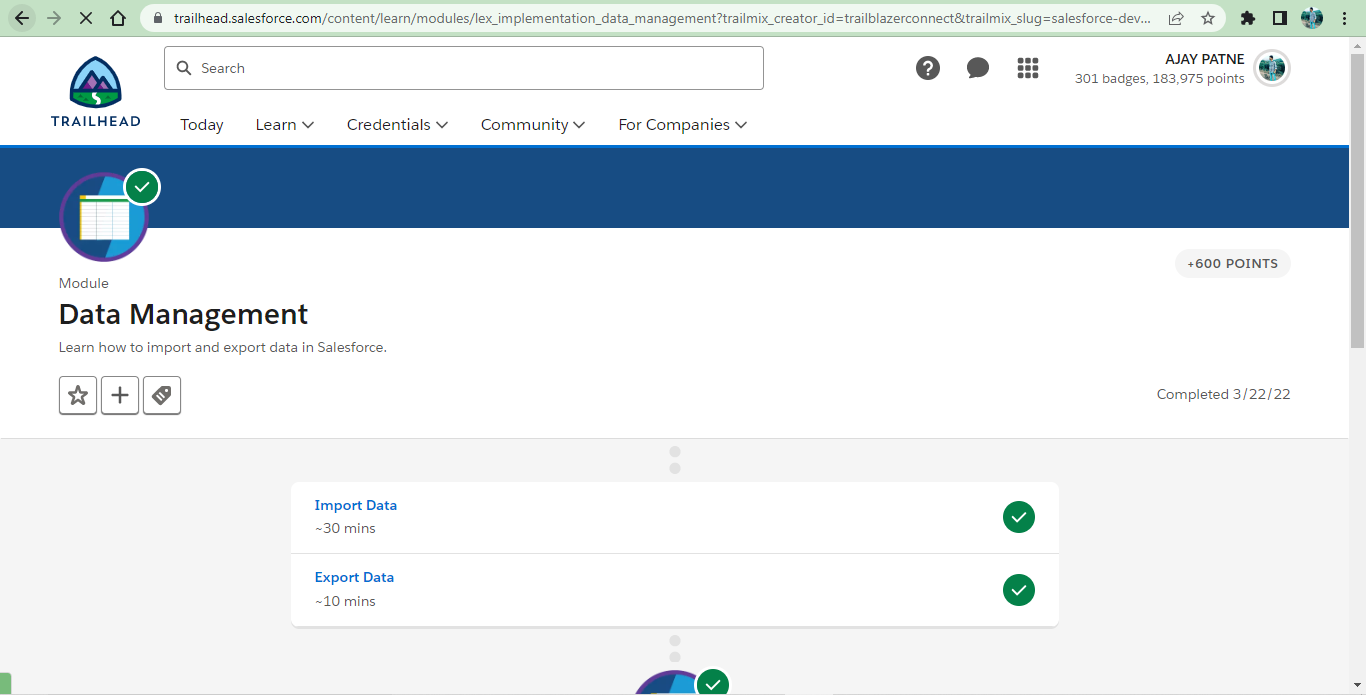 trailhead.salesforce.com/content/learn/modules/lex_implementation_data_management?trailmix_creator_id=trailblazerconnect&trailmix_slug=salesforce-dev...
TRAILHEAD
Search
?
AJAY PATNE
301 badges, 183,975 points
Today Learn Credentials Community For Companies
+600 POINTS
Module
Data Management
Learn how to import and export data in Salesforce.
Completed 3/22/22
Import Data
~30 mins
Export Data
~10 mins